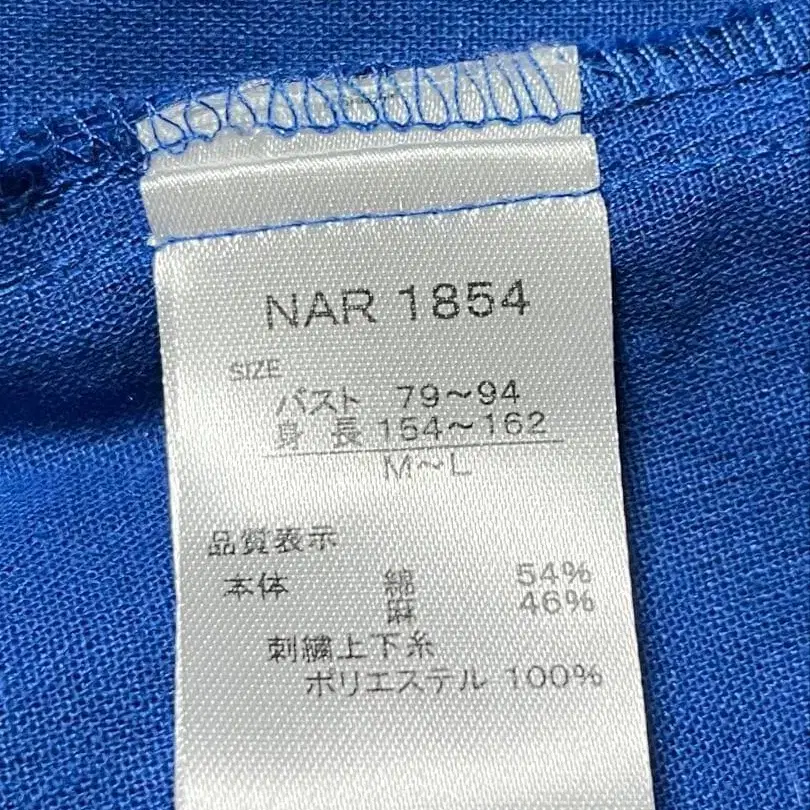 NAR 1854
SIZE
バスト 79～94
身長 154～162
M～L
品質表示
本体 綿 54%
麻 46%
刺繍上下糸
ポリエステル 100%